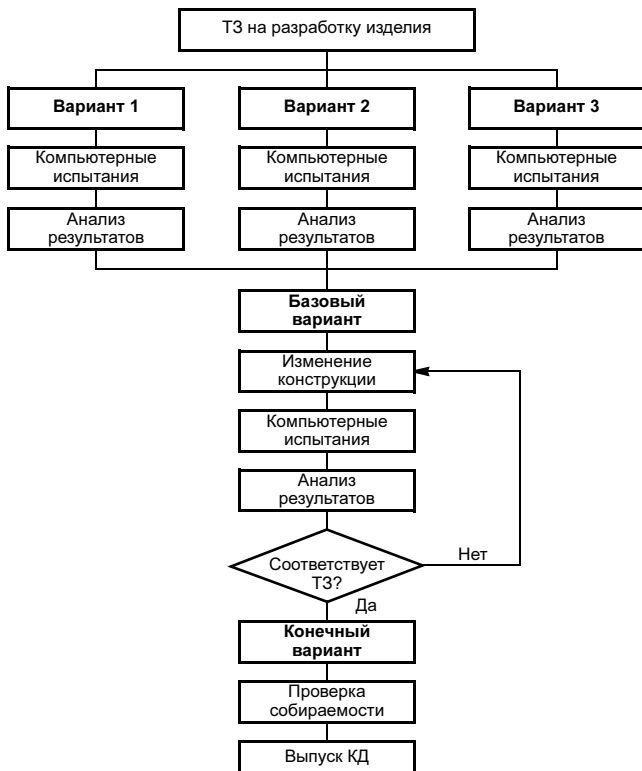 ТЗ на разработку изделия
Вариант 1
Вариант 2
Вариант 3
Компьютерные
испытания
Компьютерные
испытания
Компьютерные
испытания
Анализ
результатов
Анализ
результатов
Анализ
результатов
Базовый
вариант
Изменение
конструкции
Компьютерные
испытания
Анализ
результатов
Соответствует
ТЗ?
Нет
Да
Конечный
вариант
Проверка
собираемости
Выпуск КД